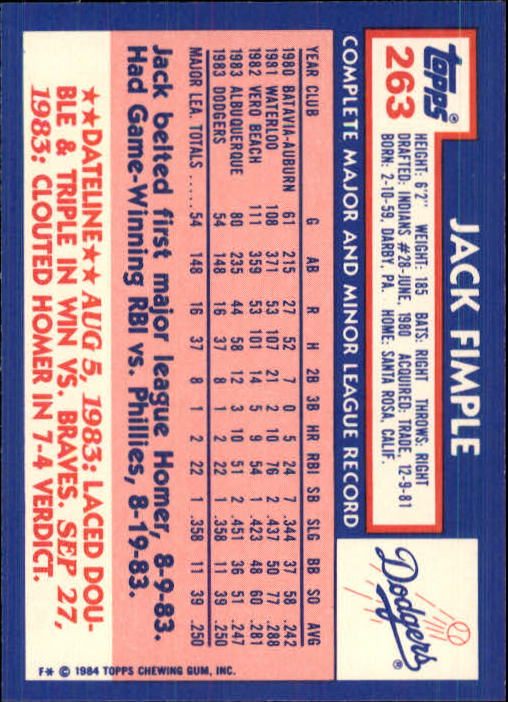 topps®
263
JACK FIMPLE
HEIGHT: 6'2" WEIGHT: 185 BATS: RIGHT THROWS: RIGHT
DRAFTED: INDIANS #28-JUNE, 1980 ACQUIRED: TRADE, 12-9-81
BORN: 2-10-59, DARBY, PA. HOME: SANTA ROSA, CALIF.
Dodgers®
COMPLETE MAJOR AND MINOR LEAGUE RECORD
YEAR CLUB G AB R H 2B 3B HR RBI SB SLG BB SO AVG
1980 BATAVIA-AUBURN 61 215 27 52 7 0 5 24 7 .344 37 58 .242
1981 WATERLOO 108 371 53 107 21 2 10 76 2 .437 50 77 .288
1982 VERO BEACH 111 359 53 101 14 5 9 54 1 .423 48 60 .281
1983 ALBUQUERQUE 80 235 44 58 12 3 10 51 2 .451 36 51 .247
1983 DODGERS 54 148 16 37 8 1 2 22 1 .358 11 39 .250
MAJOR LEA. TOTALS ..... 54 148 16 37 8 1 2 22 1 .358 11 39 .250
Jack belted first major league Homer, 8-9-83.
Had Game-Winning RBI vs. Phillies, 8-19-83.
★★DATELINE★★ AUG 5, 1983: LACED DOU-
BLE & TRIPLE IN WIN VS. BRAVES. SEP 27,
1983: CLOUTED HOMER IN 7-4 VERDICT.
F* © 1984 TOPPS CHEWING GUM, INC.